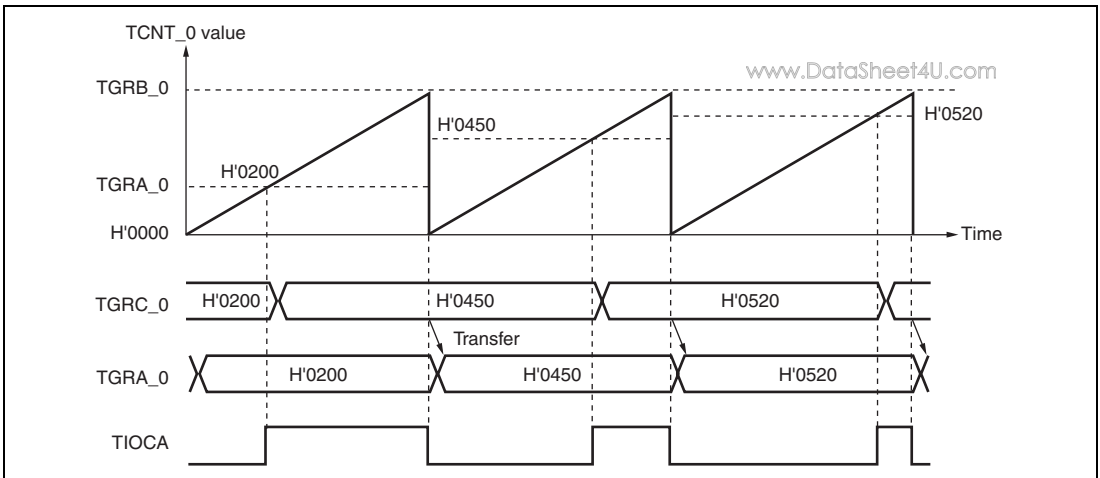 TCNT_0 value
www.DataSheet4U.com
TGRB_0
H'0520
H'0450
H'0200
TGRA_0
H'0000
Time
TGRC_0
H'0200
H'0450
H'0520
Transfer
TGRA_0
H'0200
H'0450
H'0520
TIOCA